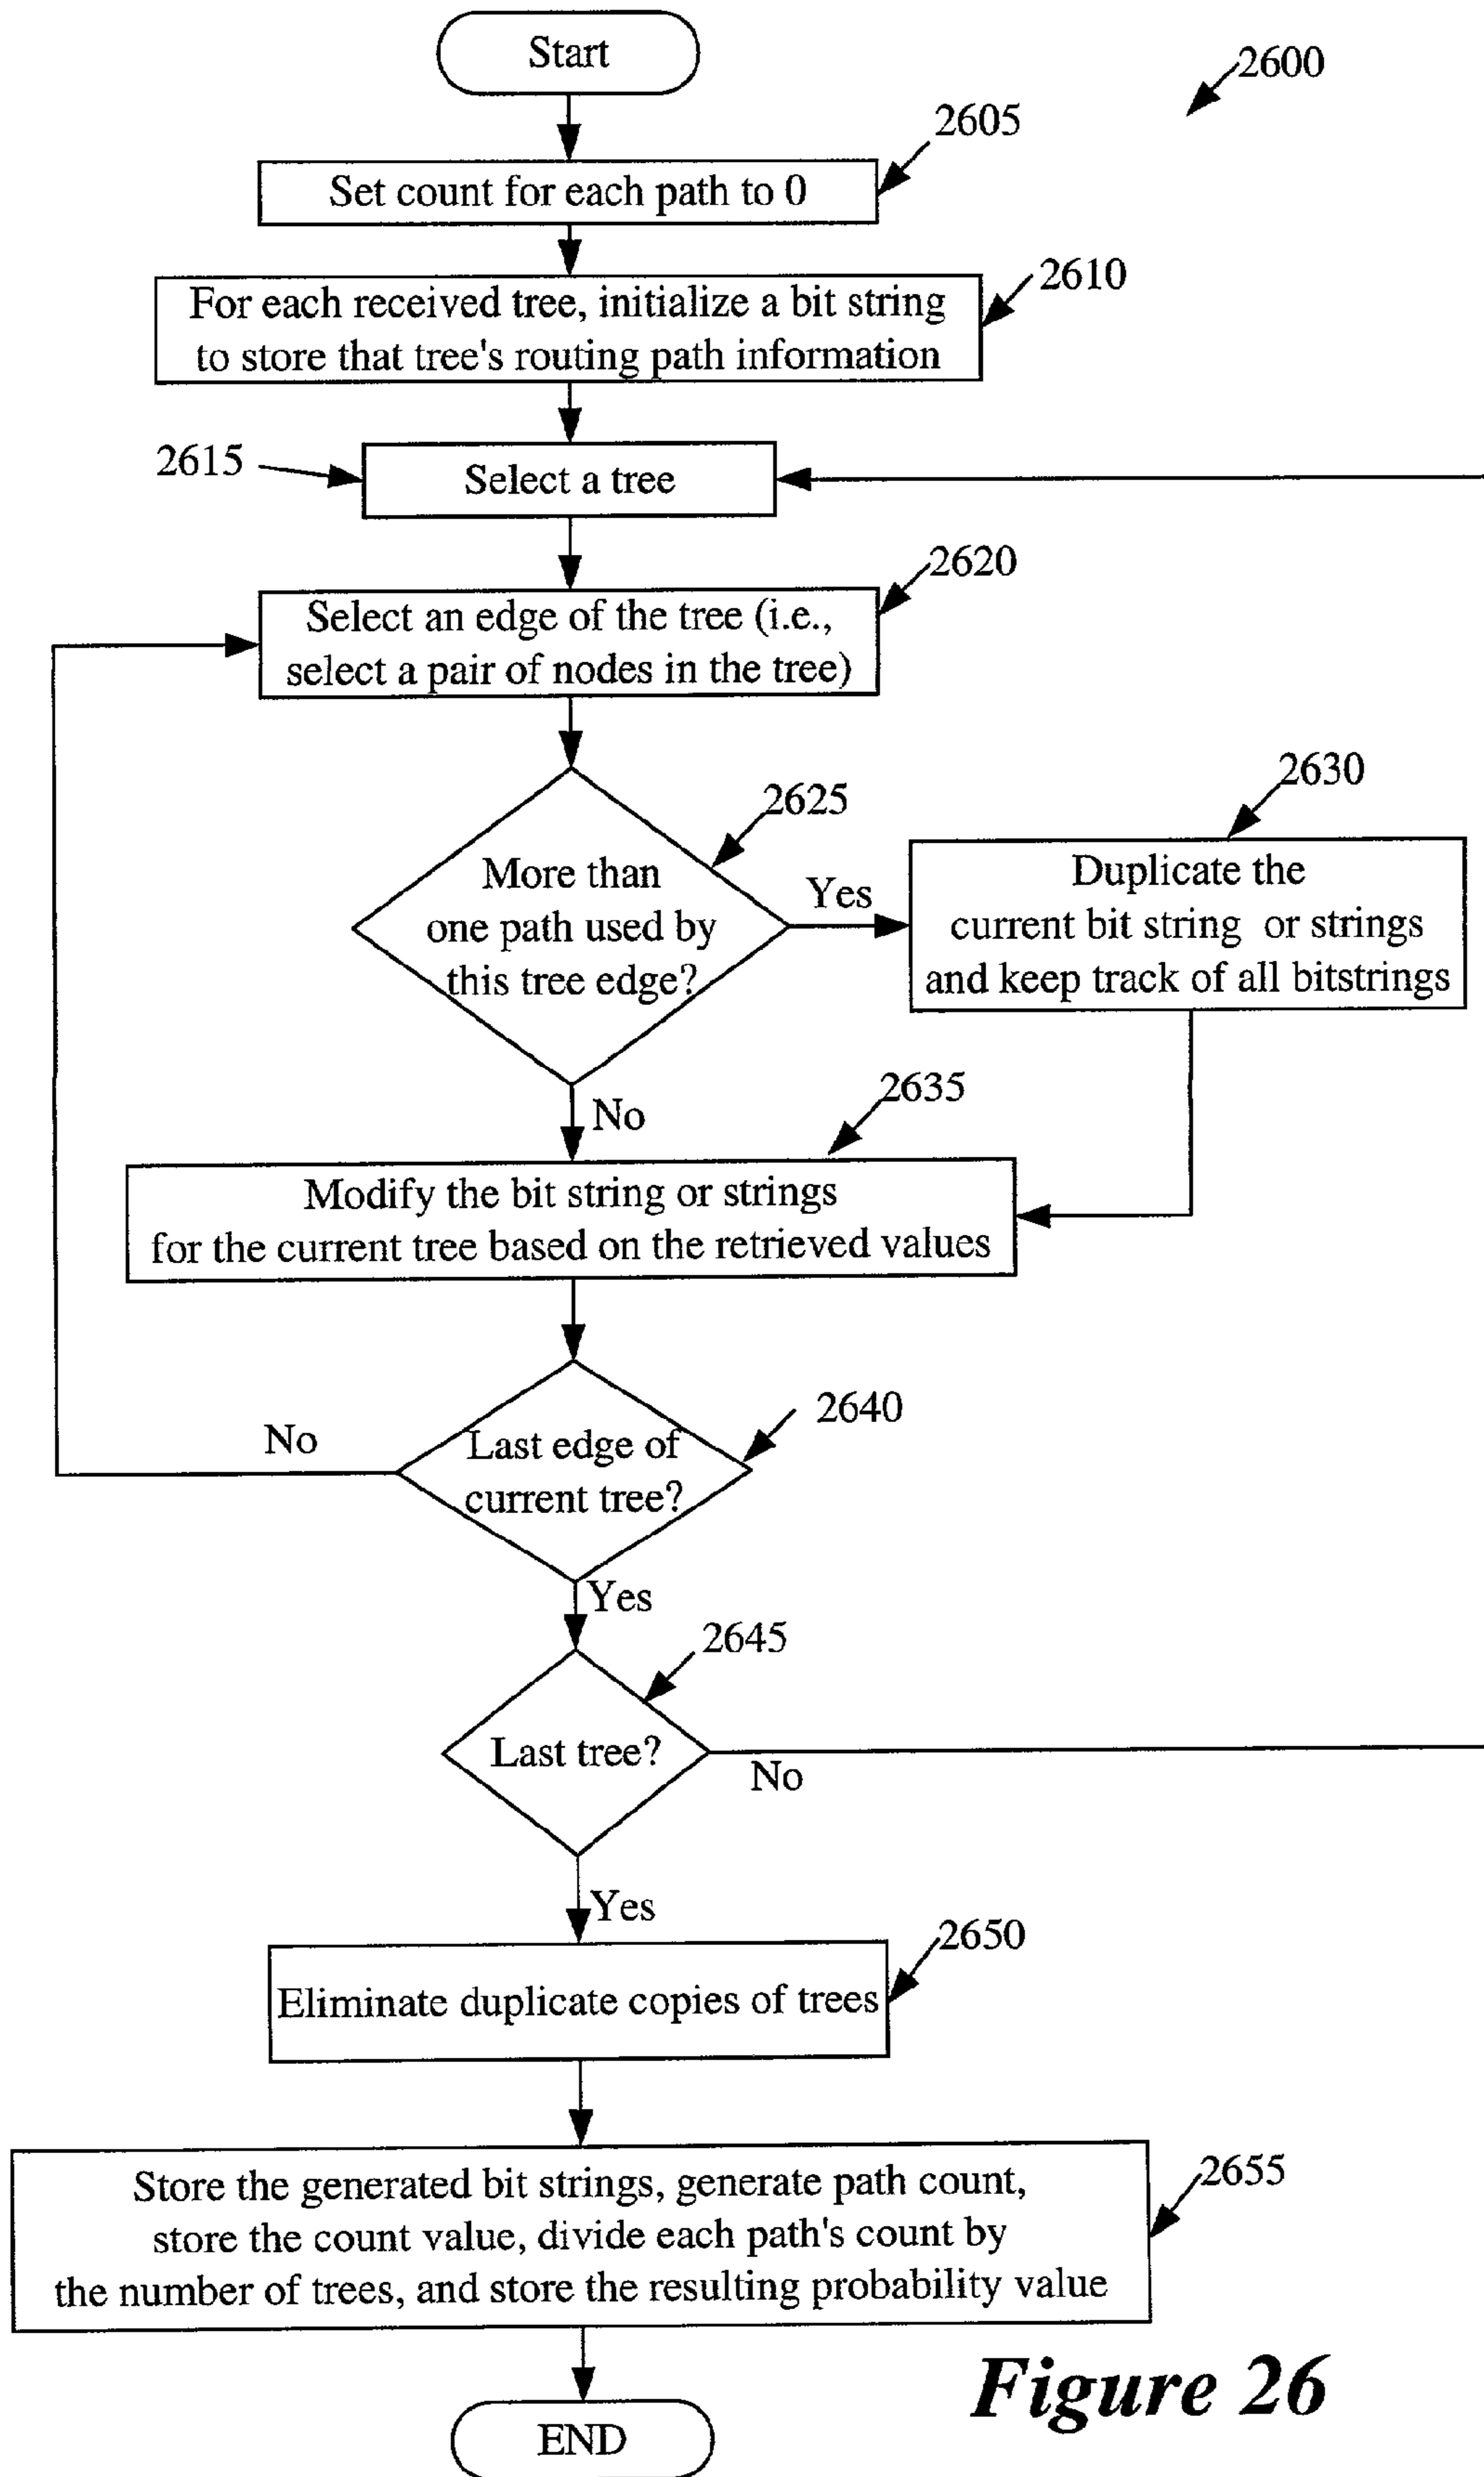 Start
2600
2605
Set count for each path to 0
2610
For each received tree, initialize a bit string
to store that tree's routing path information
2615
Select a tree
2620
Select an edge of the tree (i.e.,
select a pair of nodes in the tree)
2625
2630
More than
one path used by
this tree edge?
Yes
Duplicate the
current bit string or strings
and keep track of all bitstrings
No
2635
Modify the bit string or strings
for the current tree based on the retrieved values
2640
No
Last edge of
current tree?
Yes
2645
Last tree?
No
Yes
2650
Eliminate duplicate copies of trees
2655
Store the generated bit strings, generate path count,
store the count value, divide each path's count by
the number of trees, and store the resulting probability value
Figure 26
END